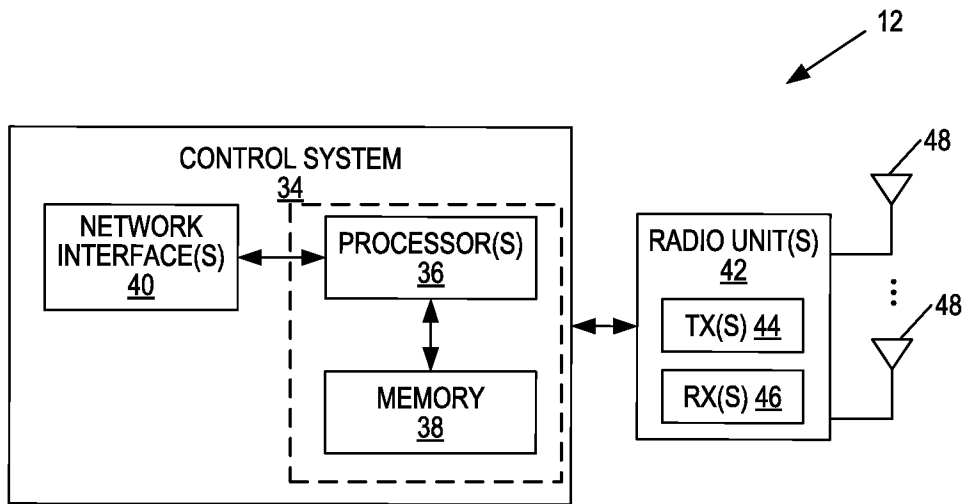 12
CONTROL SYSTEM
34
NETWORK
INTERFACE(S)
40
PROCESSOR(S)
36
MEMORY
38
RADIO UNIT(S)
42
TX(S) 44
RX(S) 46
48
48